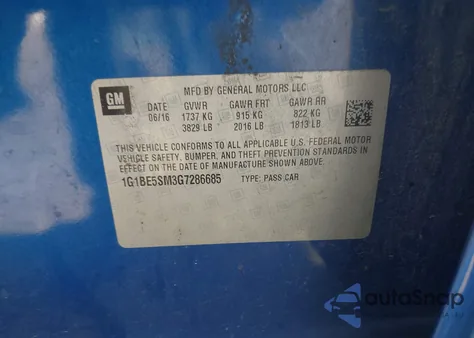 GM
MFD BY GENERAL MOTORS LLC
DATE GVWR GAWR FRT GAWR RR
06/16 1737 KG 915 KG 822 KG
3829 LB 2016 LB 1813 LB
THIS VEHICLE CONFORMS TO ALL APPLICABLE U.S. FEDERAL MOTOR
VEHICLE SAFETY, BUMPER, AND THEFT PREVENTION STANDARDS IN
EFFECT ON THE DATE OF MANUFACTURE SHOWN ABOVE.
1G1BE5SM3G7286685 TYPE: PASS CAR
autoSnap